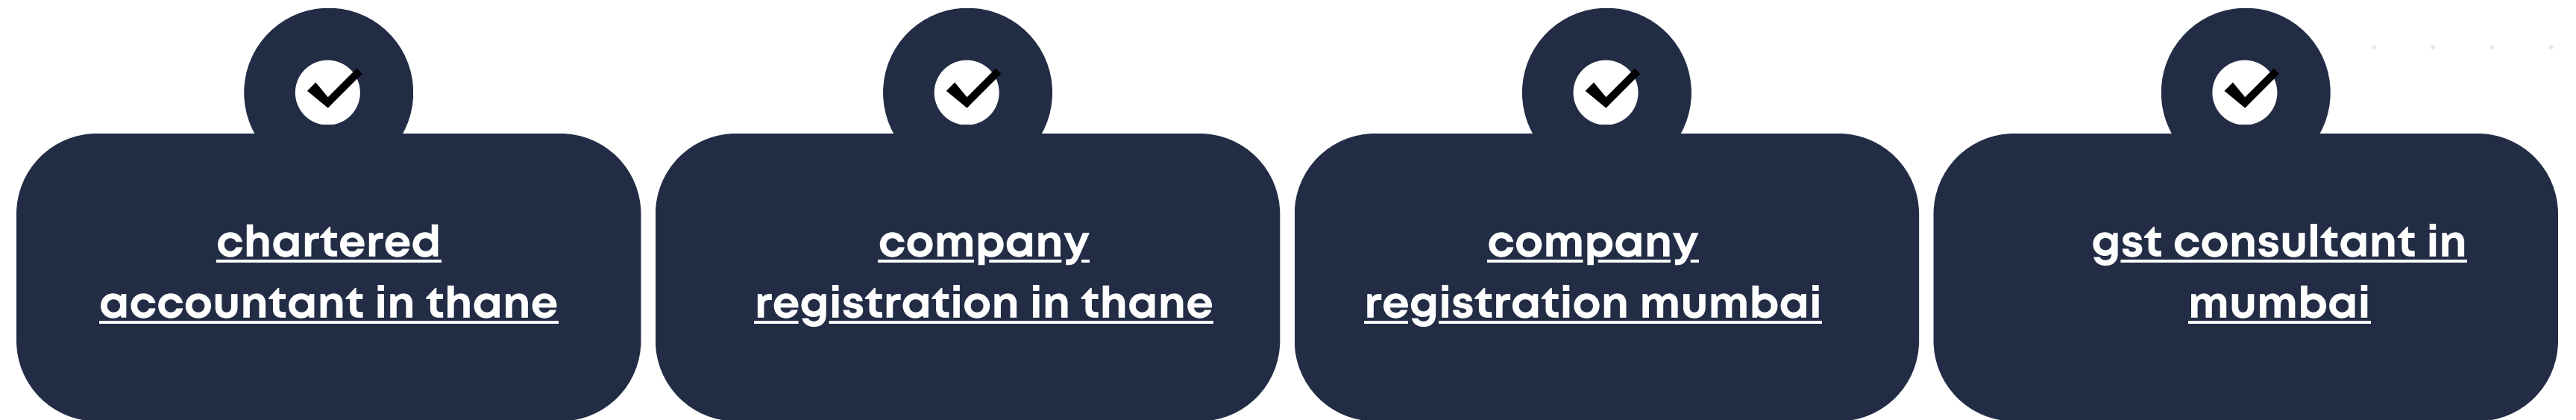 chartered
accountant in thane
company
registration in thane
company
registration mumbai
gst consultant in
mumbai